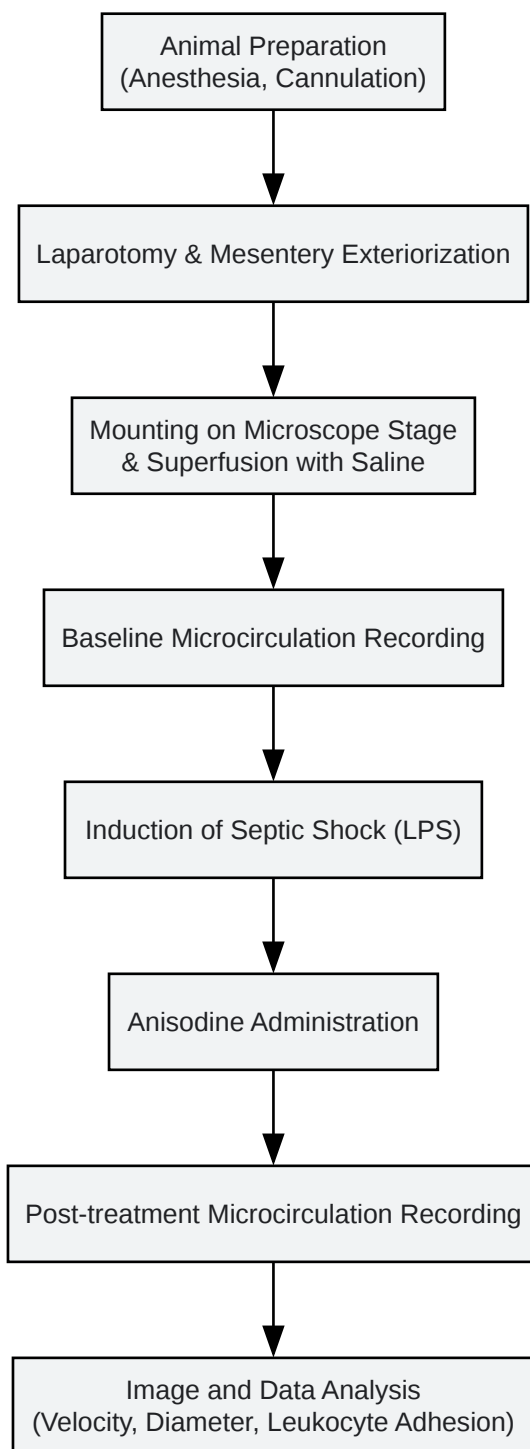 Animal Preparation
(Anesthesia, Cannulation)
Laparotomy & Mesentery Exteriorization
Mounting on Microscope Stage
& Superfusion with Saline
Baseline Microcirculation Recording
Induction of Septic Shock (LPS)
Anisodine Administration
Post-treatment Microcirculation Recording
Image and Data Analysis
(Velocity, Diameter, Leukocyte Adhesion)